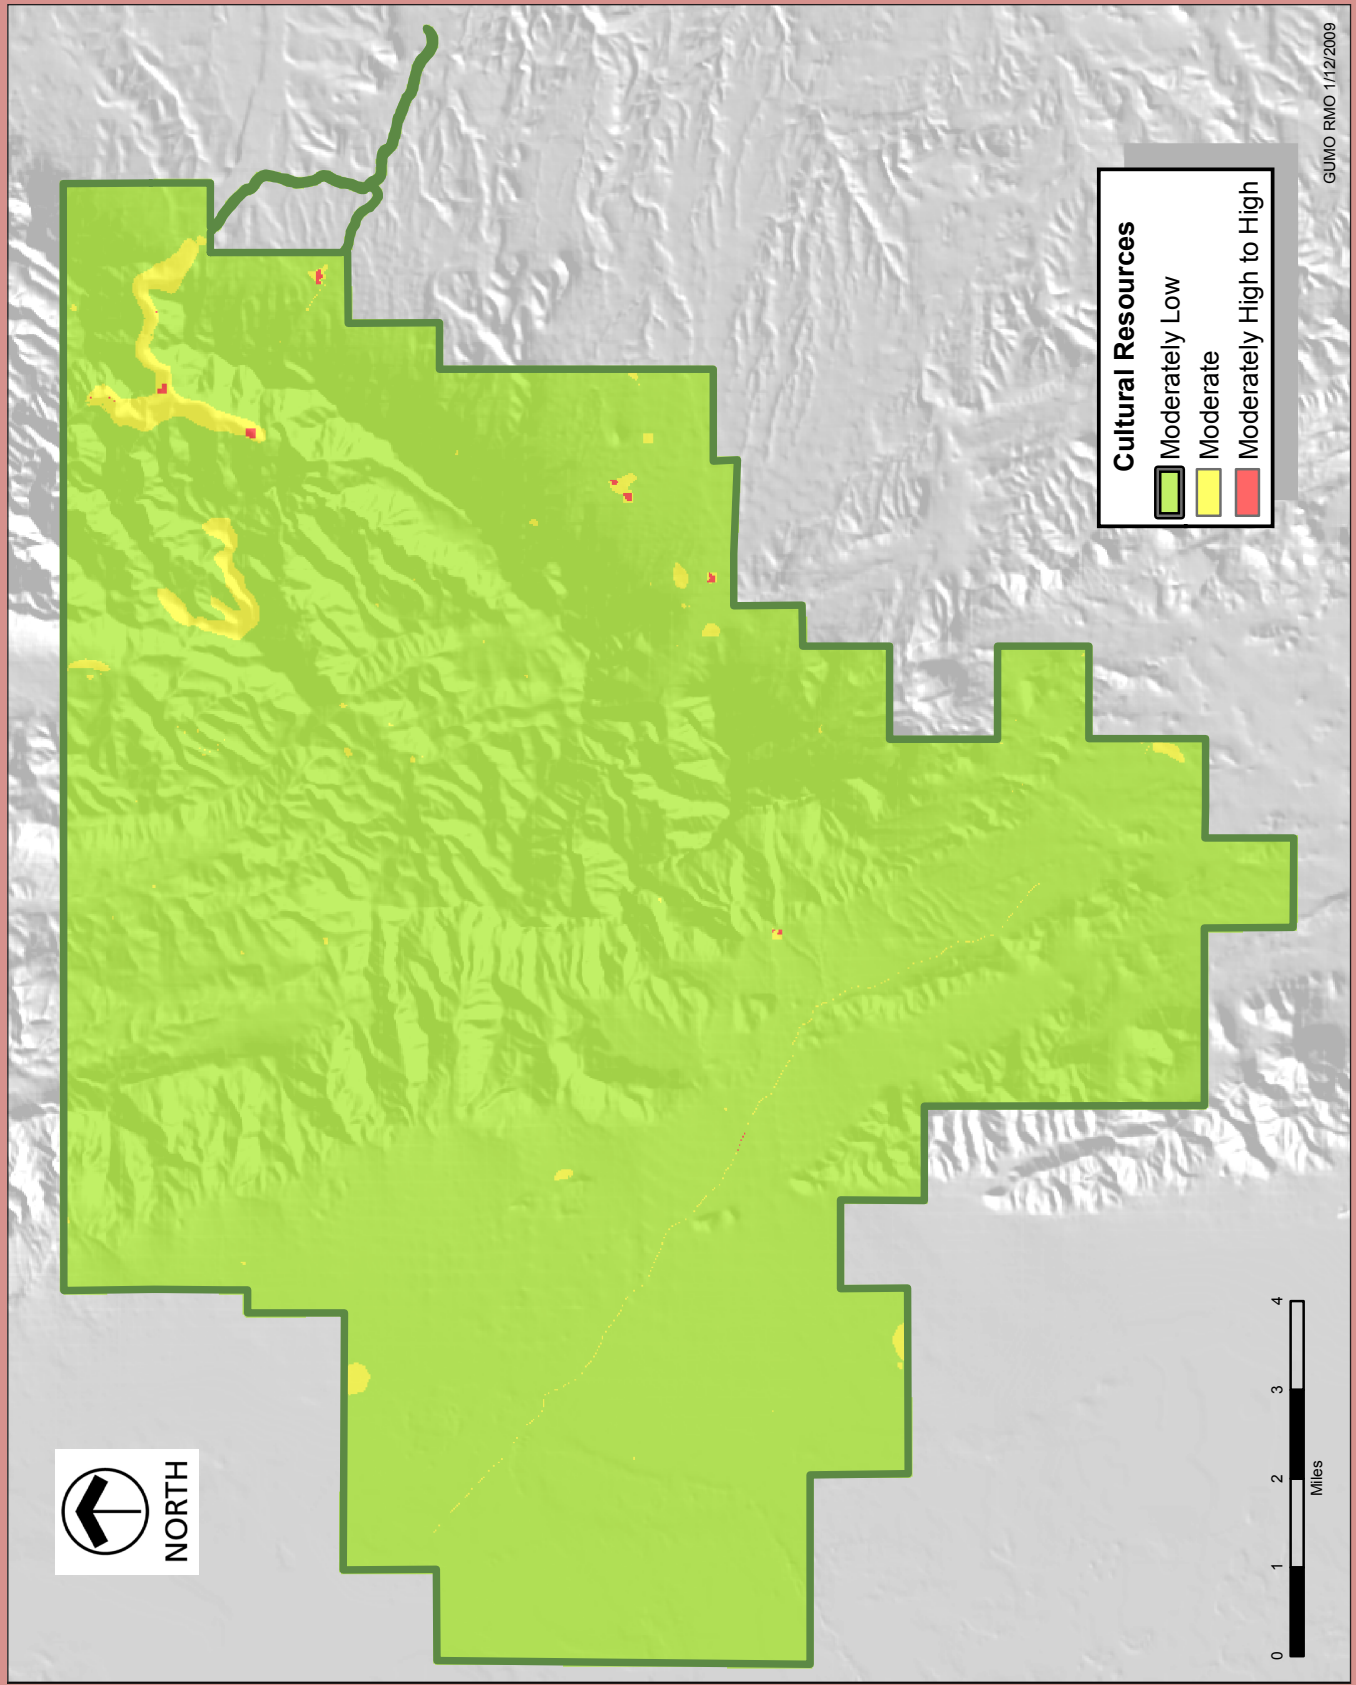 GUMO RMO 1/12/2009
Cultural Resources
Moderately Low
Moderate
Moderately High to High
NORTH
0 1 2 3 4
Miles